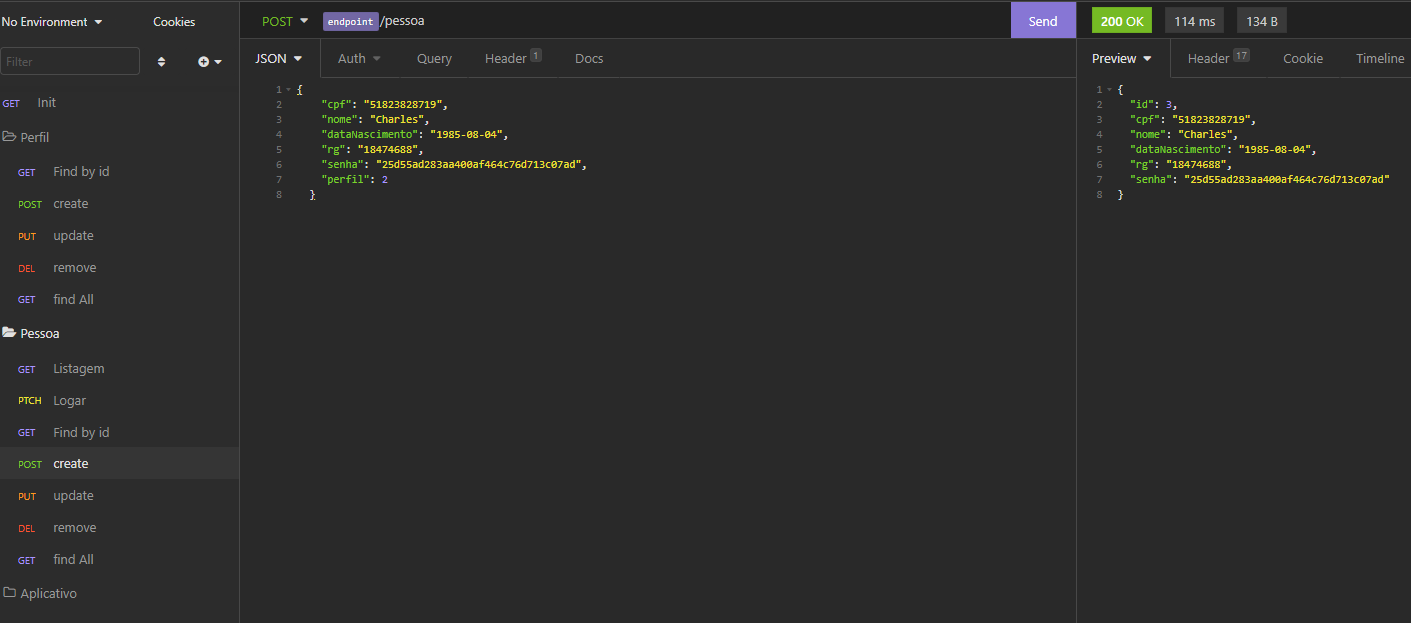 No Environment
Cookies
Filter
GET Init
Perfil
GET Find by id
POST create
PUT update
DEL remove
GET find All
Pessoa
GET Listagem
PTCH Logar
GET Find by id
POST create
PUT update
DEL remove
GET find All
Aplicativo
POST endpoint/pessoa Send
JSON Auth Query Header 1 Docs
1 {
2 "cpf": "51823828719",
3 "nome": "Charles",
4 "dataNascimento": "1985-08-04",
5 "rg": "18474688",
6 "senha": "25d55ad283aa400af464c76d713c07ad",
7 "perfil": 2
8 }
200 OK 114 ms 134 B
Preview Header 17 Cookie Timeline
1 {
2 "id": 3,
3 "cpf": "51823828719",
4 "nome": "Charles",
5 "dataNascimento": "1985-08-04",
6 "rg": "18474688",
7 "senha": "25d55ad283aa400af464c76d713c07ad"
8 }